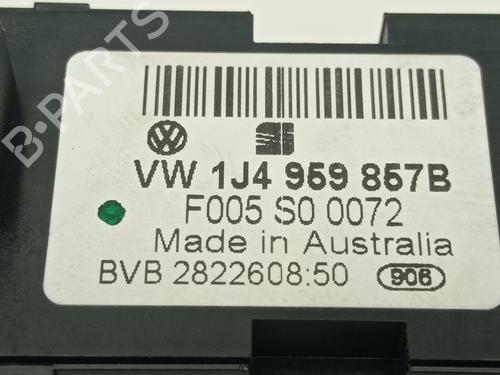 VW 1J4 959 857B
F005 S0 0072
Made in Australia
BVB 2822608:50 906
B-PARTS